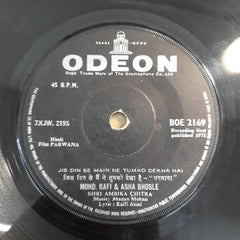 ODEON
Regd. Trade Mark of The Gramophone Co. Ltd.
45 R.P.M.
7XJW. 2195
BOE 2169
Recording first
published 1971
Hindi
Film PARWANA
JIS DIN SE MAIN NE TUMKO DEKHA HAI
जिस दिन से मैं ने तुमको देखा है - "परवाना"
MOHD. RAFI & ASHA BHOSLE
SHRI AMBIKA CHITRA
Music: Madan Mohan
Lyric: Kaifi Azmi